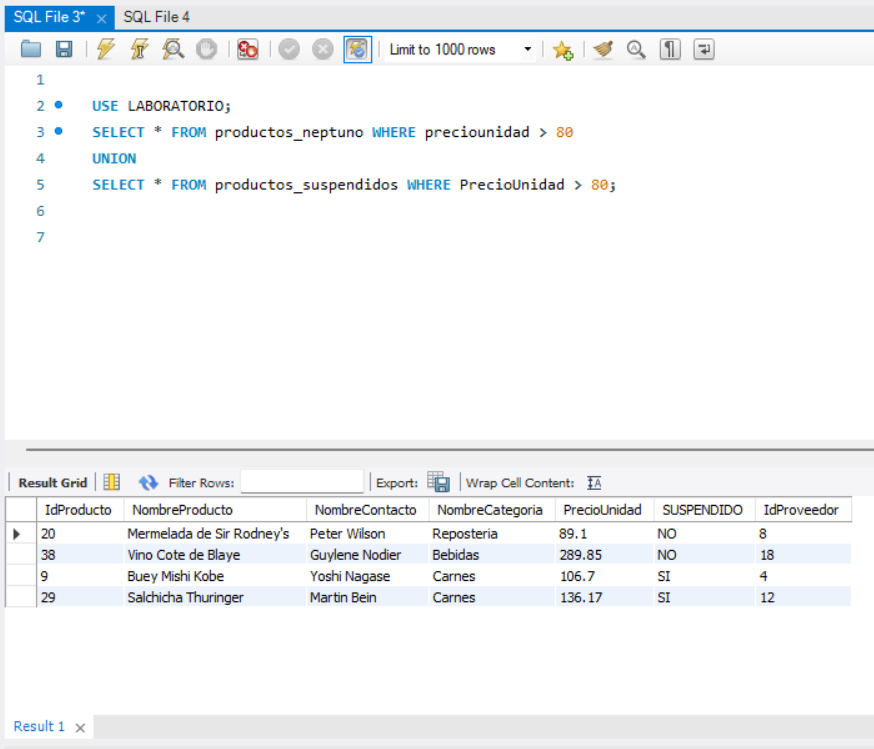 SQL File 3* × SQL File 4
Limit to 1000 rows
1
2 USE LABORATORIO;
3 SELECT * FROM productos_neptuno WHERE preciounidad > 80
4 UNION
5 SELECT * FROM productos_suspendidos WHERE PrecioUnidad > 80;
6
7
Result Grid Filter Rows: Export: Wrap Cell Content: IA
IdProducto NombreProducto NombreContacto NombreCategoria PrecioUnidad SUSPENDIDO IdProveedor
20 Mermelada de Sir Rodney's Peter Wilson Reposteria 89.1 NO 8
38 Vino Cote de Blaye Guylene Nodier Bebidas 289.85 NO 18
9 Buey Mishi Kobe Yoshi Nagase Carnes 106.7 SI 4
29 Salchicha Thuringer Martin Bein Carnes 136.17 SI 12
Result 1 ×